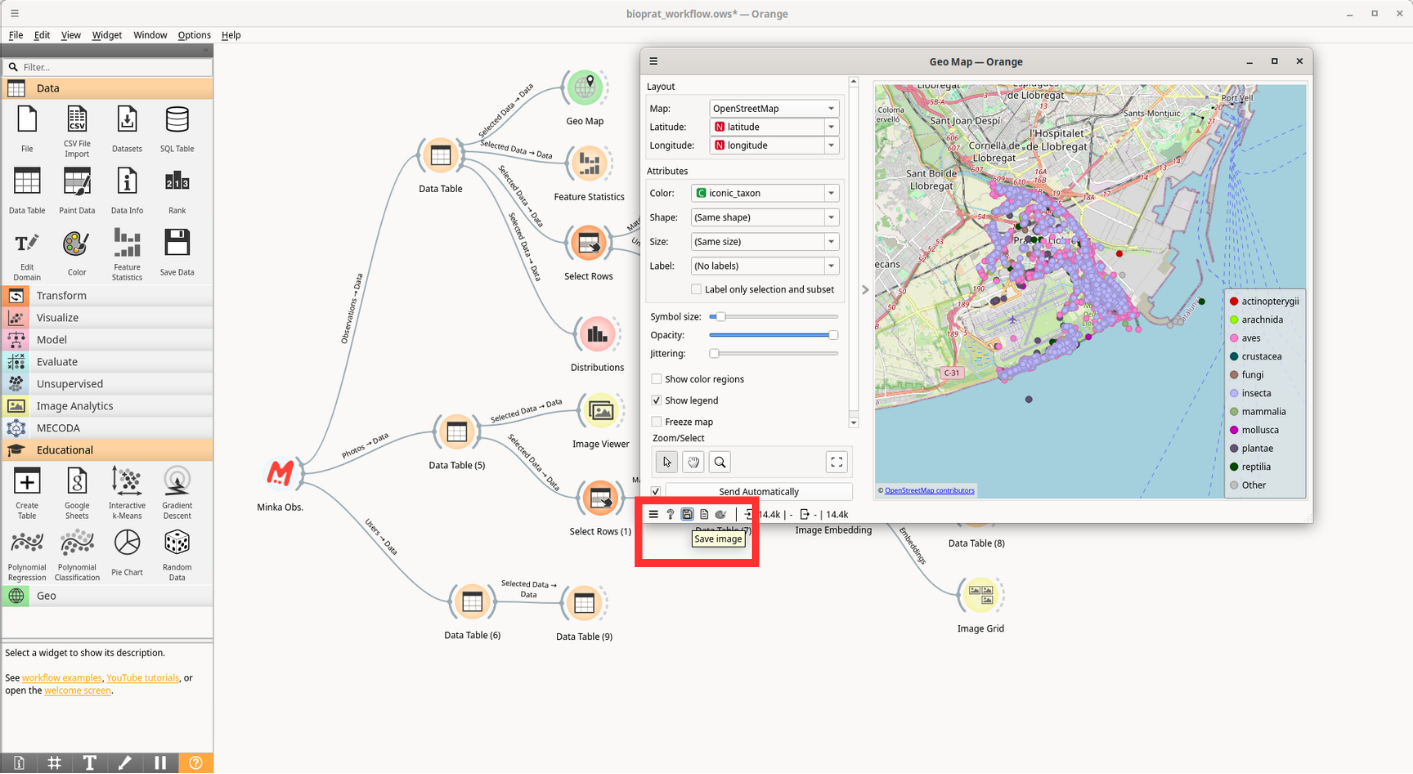 bioprat_workflow.ows* — Orange
File Edit View Widget Window Options Help
Filter...
Data
File
CSV File
Import
Datasets
SQL Table
Data Table
Paint Data
Data Info
Rank
Edit
Domain
Color
Feature
Statistics
Save Data
Transform
Visualize
Model
Evaluate
Unsupervised
Image Analytics
MECODA
Educational
Create
Table
Google
Sheets
Interactive
k-Means
Gradient
Descent
Polynomial
Regression
Polynomial
Classification
Pie Chart
Random
Data
Geo
Select a widget to show its description.
See workflow examples, YouTube tutorials, or
open the welcome screen.
Minka Obs.
Observations → Data
Photos → Data
Users → Data
Data Table
Selected Data → Data
Selected Data → Data
Selected Data → Data
Selected Data → Data
Geo Map
Feature Statistics
Select Rows
Distributions
Data Table (5)
Selected Data → Data
Selected Data → Data
Image Viewer
Select Rows (1)
Data Table (6)
Selected Data →
Data
Data Table (9)
Data Table (7)
Image Embedding
Embeddings
Data Table (8)
Image Grid
Geo Map — Orange
Layout
Map: OpenStreetMap
Latitude: N latitude
Longitude: N longitude
Attributes
Color: C iconic_taxon
Shape: (Same shape)
Size: (Same size)
Label: (No labels)
Label only selection and subset
Symbol size:
Opacity:
Jittering:
Show color regions
Show legend
Freeze map
Zoom/Select
Send Automatically
14.4k | - - | 14.4k
Save image
Sant Joan Despí
Cornellà de
Llobregat
l'Hospitalet
de Llobregat
Sants-Montjuïc
Port Vell
Sant Boi de
Llobregat
C-31
actinopterygii
arachnida
aves
crustacea
fungi
insecta
mammalia
mollusca
plantae
reptilia
Other
© OpenStreetMap contributors